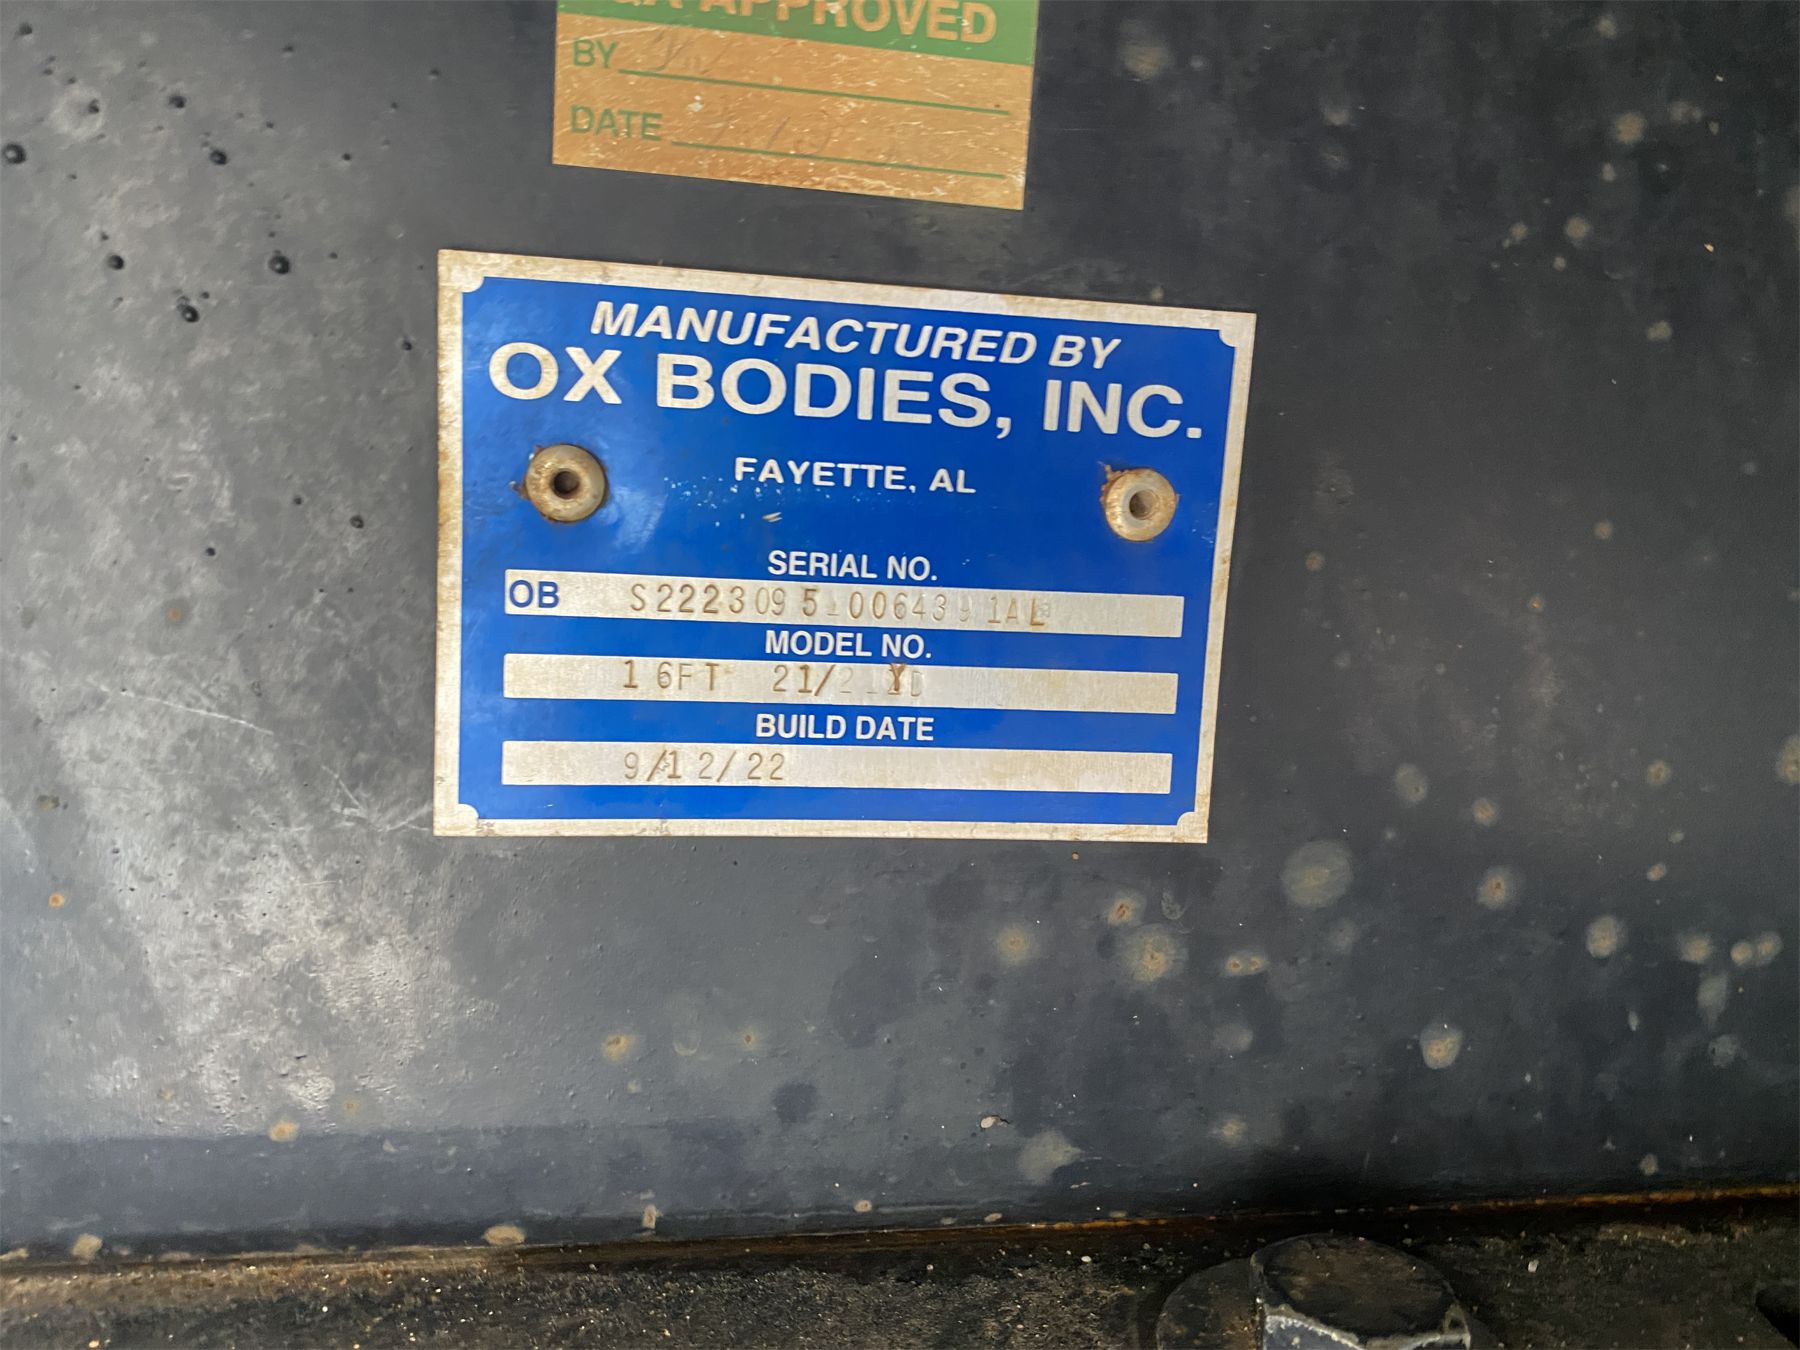 APPROVED
BY
DATE
MANUFACTURED BY
OX BODIES, INC.
FAYETTE, AL
SERIAL NO.
OB
MODEL NO.
16FT
BUILD DATE
9/12/22